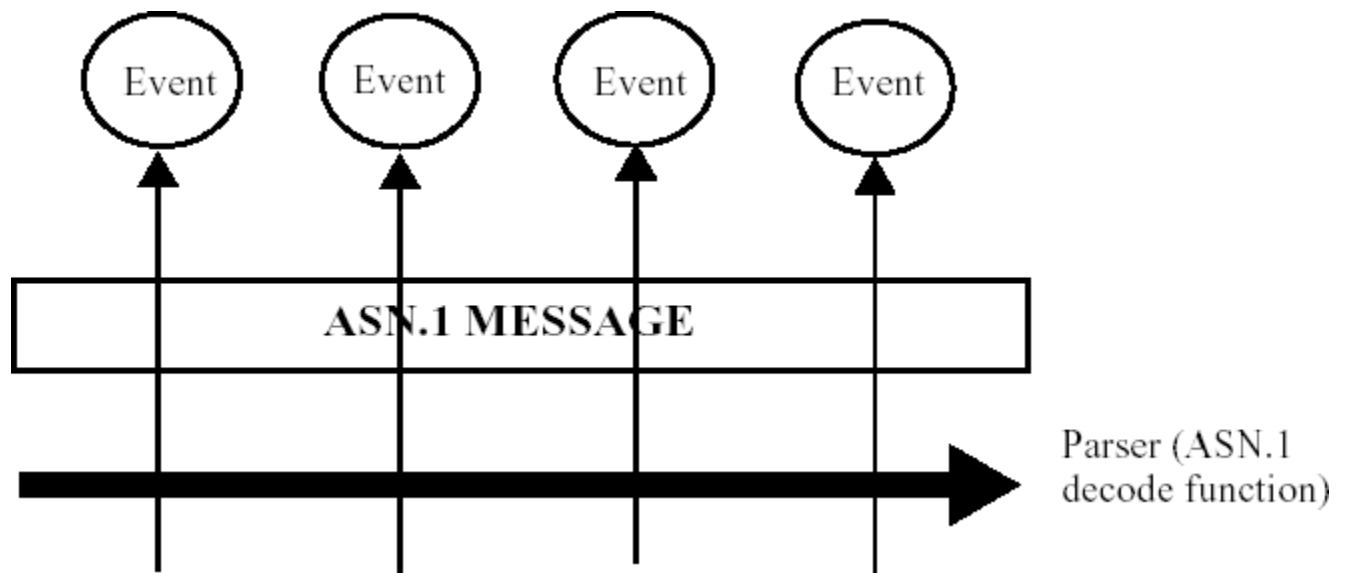 Event
Event
Event
Event
ASN.1 MESSAGE
Parser (ASN.1
decode function)